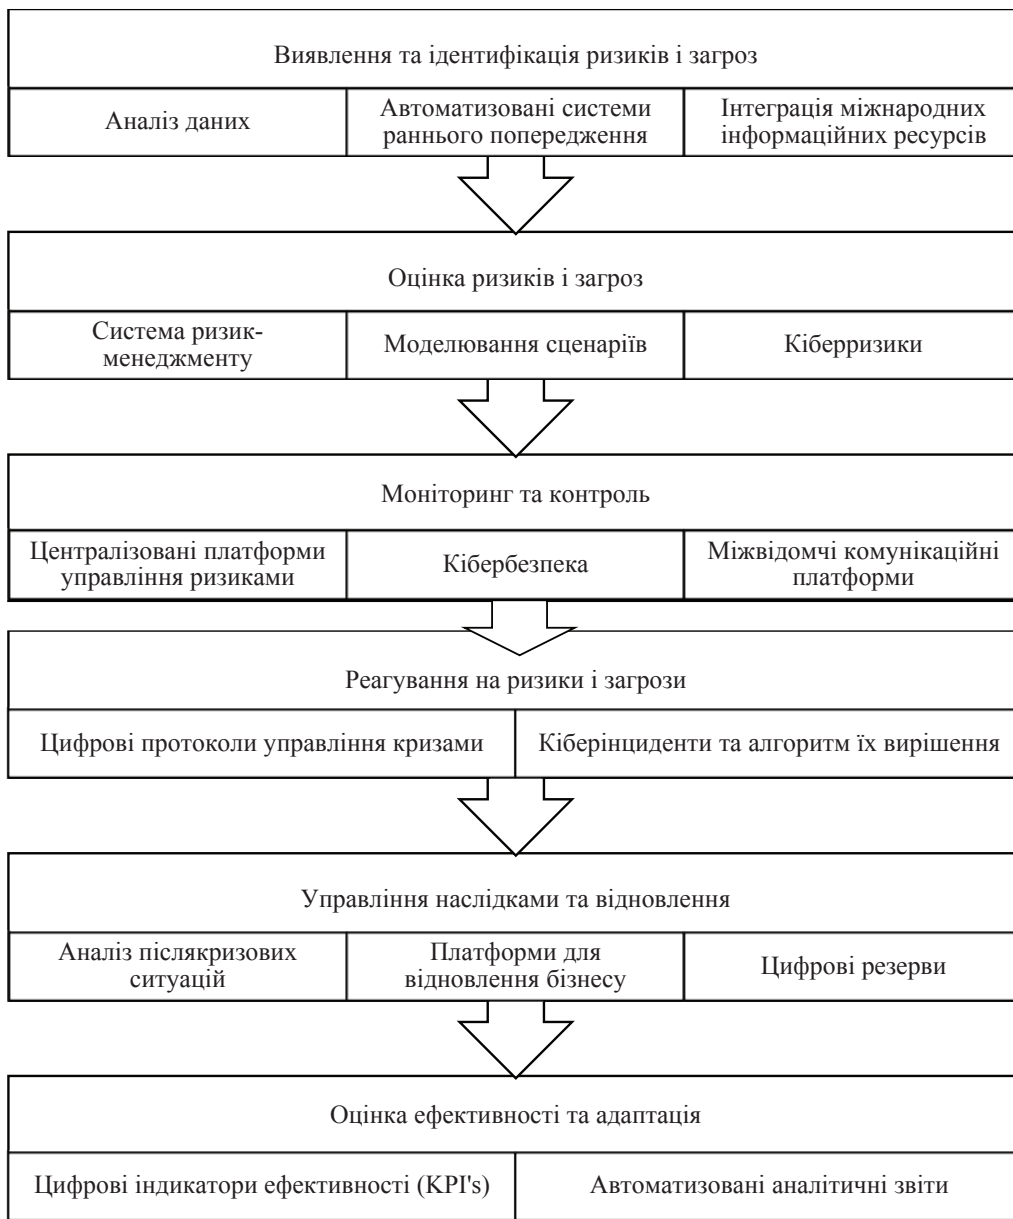 Виявлення та ідентифікація ризиків і загроз
Аналіз даних
Автоматизовані системи
раннього попередження
Інтеграція міжнародних
інформаційних ресурсів
Оцінка ризиків і загроз
Система ризик-
менеджменту
Моделювання сценаріїв
Кіберризики
Моніторинг та контроль
Централізовані платформи
управління ризиками
Кібербезпека
Міжвідомчі комунікаційні
платформи
Реагування на ризики і загрози
Цифрові протоколи управління кризами
Кіберінциденти та алгоритм їх вирішення
Управління наслідками та відновлення
Аналіз післякризових
ситуацій
Платформи для
відновлення бізнесу
Цифрові резерви
Оцінка ефективності та адаптація
Цифрові індикатори ефективності (KPI's)
Автоматизовані аналітичні звіти